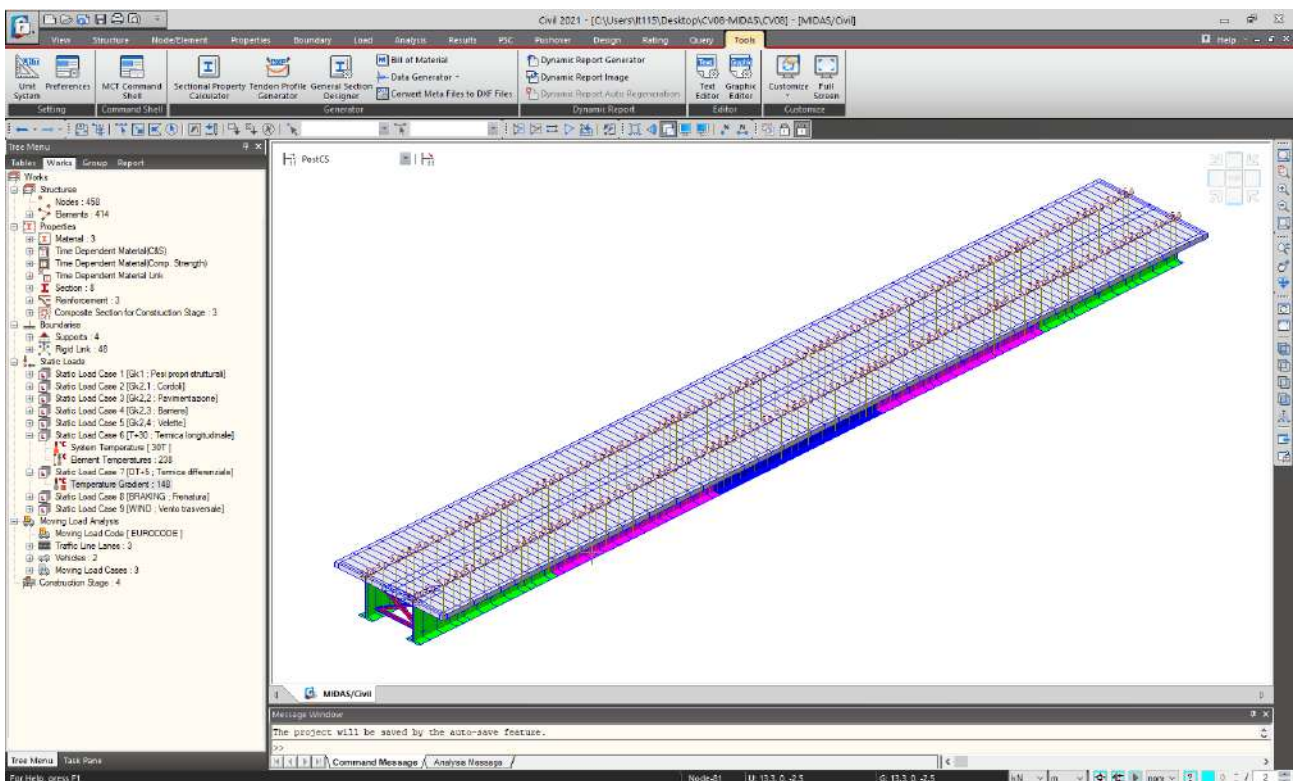 Civil 2021 - [C:\Users\lt115\Desktop\CV08-MIDAS\CV08] - [MIDAS/Civil]
View Structure Node/Element Properties Boundary Load Analysis Results PSC Pushover Design Rating Query Tools Help
Unit System
Preferences
MCT Command Shell
Sectional Property Calculator
Tendon Profile Generator
General Section Designer
Bill of Material
Data Generator
Convert Meta Files to DXF Files
Dynamic Report Generator
Dynamic Report Image
Dynamic Report Auto Regeneration
Text Editor
Graphic Editor
Customize
Full Screen
Setting Command Shell Generator Dynamic Report Editor Customize
Tree Menu
Tables Works Group Report
PostCS
Works
Structures
Nodes : 458
Elements : 414
Properties
Material : 3
Time Dependent Material(C&S)
Time Dependent Material(Comp. Strength)
Time Dependent Material Link
Section : 8
Reinforcement : 3
Composite Section for Construction Stage : 3
Boundaries
Supports : 4
Rigid Link : 48
Static Loads
Static Load Case 1 [Gk1 ; Pesi propri strutturali]
Static Load Case 2 [Gk2,1 ; Cordoli]
Static Load Case 3 [Gk2,2 ; Pavimentazione]
Static Load Case 4 [Gk2,3 ; Barriere]
Static Load Case 5 [Gk2,4 ; Velette]
Static Load Case 6 [T+30 ; Termica longitudinale]
System Temperature [ 30T ]
Element Temperatures : 238
Static Load Case 7 [DT+5 ; Termica differenziale]
Temperature Gradient : 148
Static Load Case 8 [BRAKING ; Frenatura]
Static Load Case 9 [WIND ; Vento trasversale]
Moving Load Analysis
Moving Load Code [ EUROCODE ]
Traffic Line Lanes : 3
Vehicles : 2
Moving Load Cases : 3
Construction Stage : 4
MIDAS/Civil
Message Window
The project will be saved by the auto-save feature.
>>
Command Message Analysis Message
Tree Menu Task Pane
For Help, press F1
Node-81 U: 13.3, 0, -2.5 G: 13.3, 0, -2.5 kN m